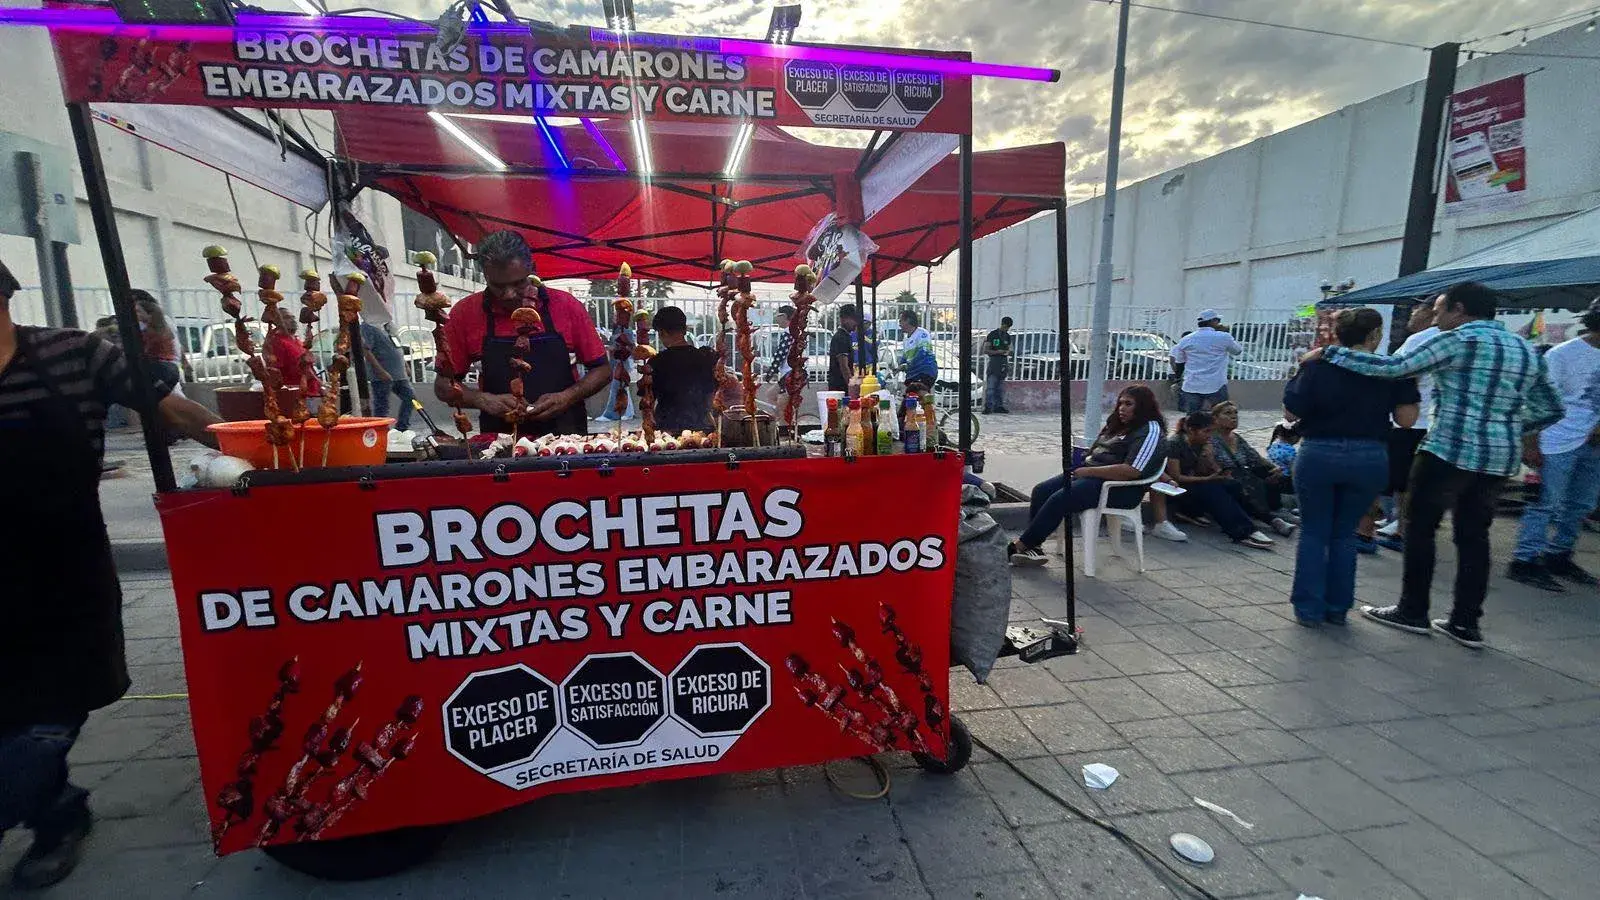 BROCHETAS DE CAMARONES
EMBARAZADOS MIXTAS Y CARNE
EXCESO DE
PLACER
EXCESO DE
SATISFACCIÓN
EXCESO DE
RICURA
SECRETARÍA DE SALUD
BROCHETAS
DE CAMARONES EMBARAZADOS
MIXTAS Y CARNE
EXCESO DE
PLACER
EXCESO DE
SATISFACCIÓN
EXCESO DE
RICURA
SECRETARÍA DE SALUD